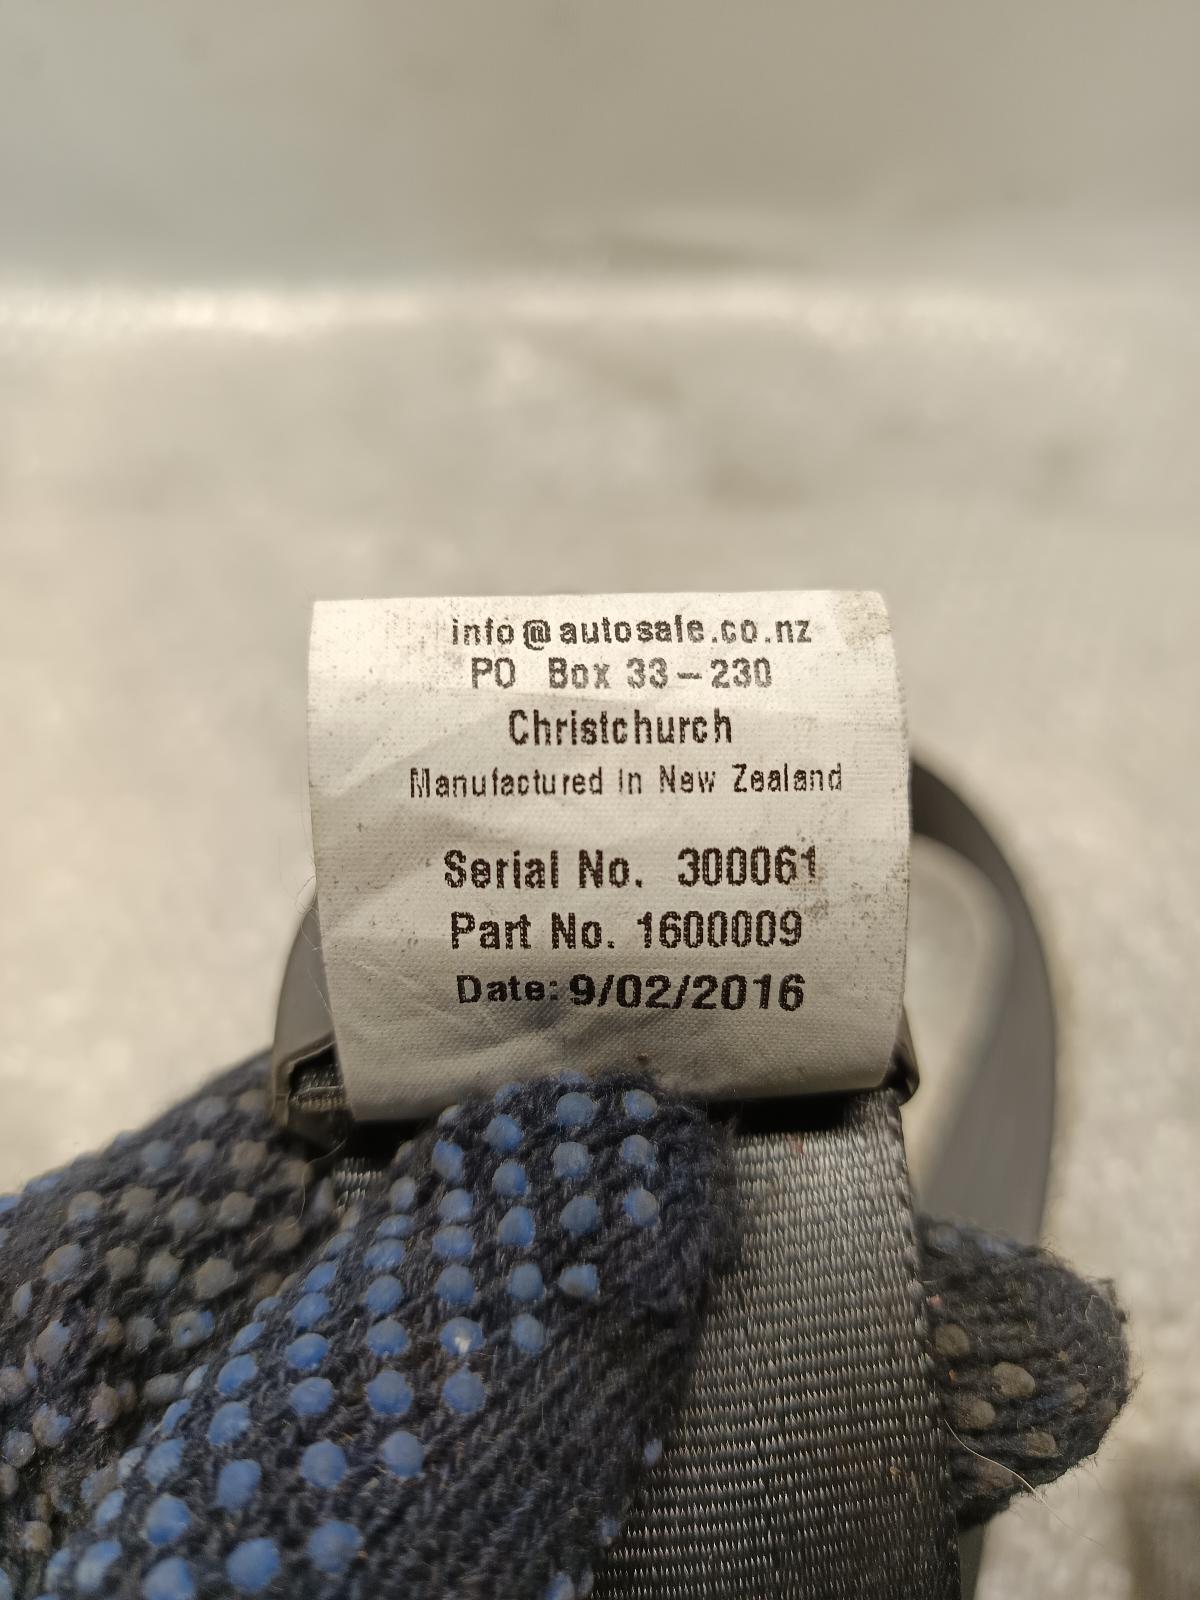 info@autosafe.co.nz
PO Box 33-230
Christchurch
Manufactured in New Zealand
Serial No. 300061
Part No. 1600009
Date: 9/02/2016